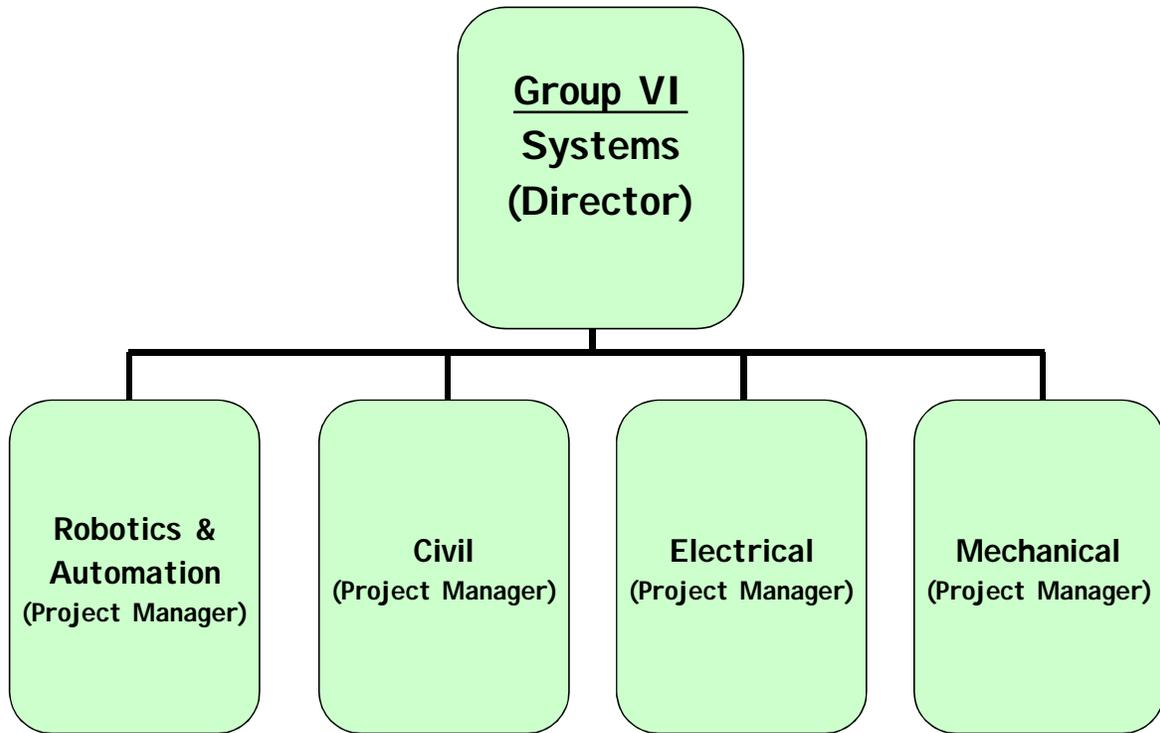 Group VI
Systems
(Director)
Robotics &
Automation
(Project Manager)
Civil
(Project Manager)
Electrical
(Project Manager)
Mechanical
(Project Manager)